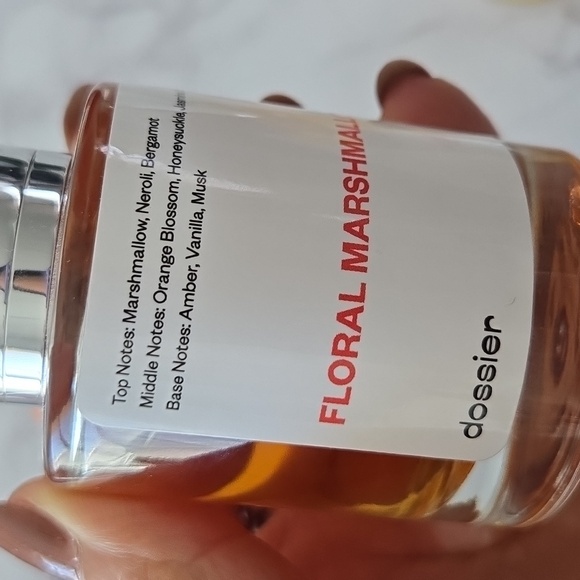 Top Notes: Marshmallow, Neroli, Bergamot
Middle Notes: Orange Blossom, Honeysuckle,
Base Notes: Amber, Vanilla, Musk
FLORAL
dossier